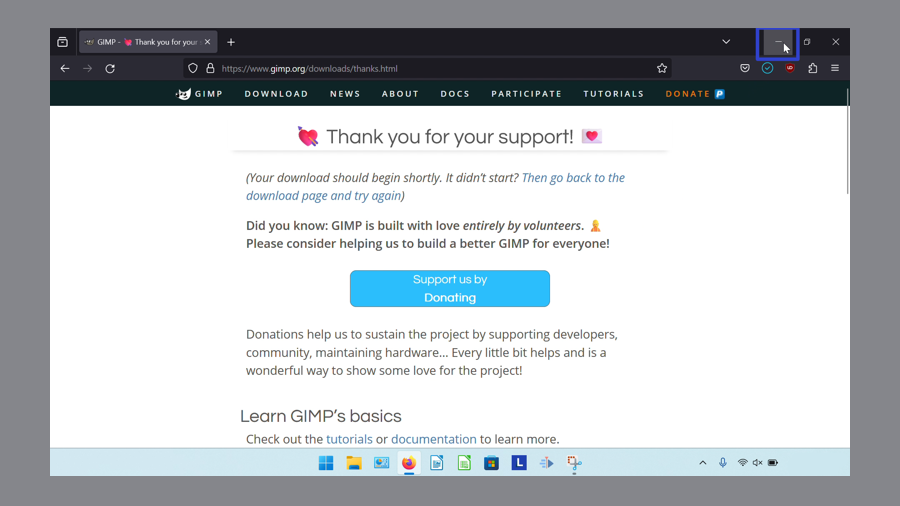 GIMP - 💘 Thank you for your
https://www.gimp.org/downloads/thanks.html
GIMP DOWNLOAD NEWS ABOUT DOCS PARTICIPATE TUTORIALS DONATE
💘 Thank you for your support! 💌
(Your download should begin shortly. It didn't start? Then go back to the
download page and try again)
Did you know: GIMP is built with love entirely by volunteers.
Please consider helping us to build a better GIMP for everyone!
Support us by
Donating
Donations help us to sustain the project by supporting developers,
community, maintaining hardware... Every little bit helps and is a
wonderful way to show some love for the project!
Learn GIMP's basics
Check out the tutorials or documentation to learn more.
L